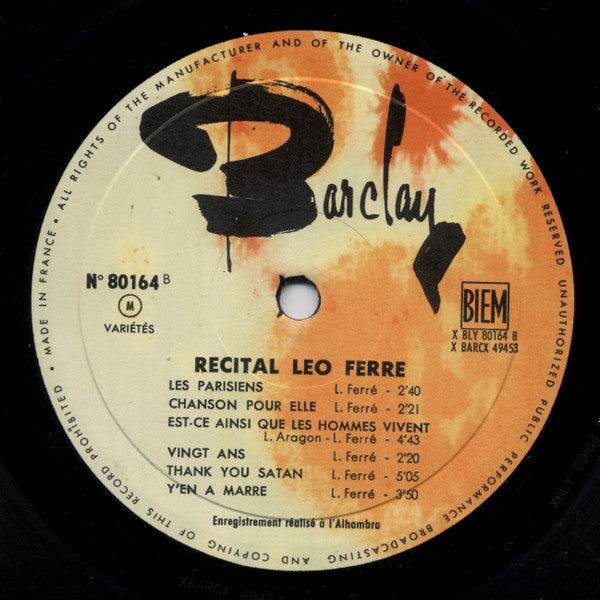 MADE IN FRANCE • ALL RIGHTS OF THE MANUFACTURER AND OF THE OWNER OF THE RECORDED WORK RESERVED UNAUTHORIZED PUBLIC PERFORMANCE BROADCASTING AND COPYING OF THIS RECORD PROHIBITED •
Barclay
N° 80164 B
M
VARIÉTÉS
BIEM
X BLY 80164 B
X BARCX 49453
RECITAL LEO FERRE
LES PARISIENS L. Ferré - 2'40
CHANSON POUR ELLE L. Ferré - 2'21
EST-CE AINSI QUE LES HOMMES VIVENT
L. Aragon - L. Ferré - 4'43
VINGT ANS L. Ferré - 2'20
THANK YOU SATAN L. Ferré - 5'05
Y'EN A MARRE L. Ferré - 3'50
Enregistrement réalisé à l'Alhambra